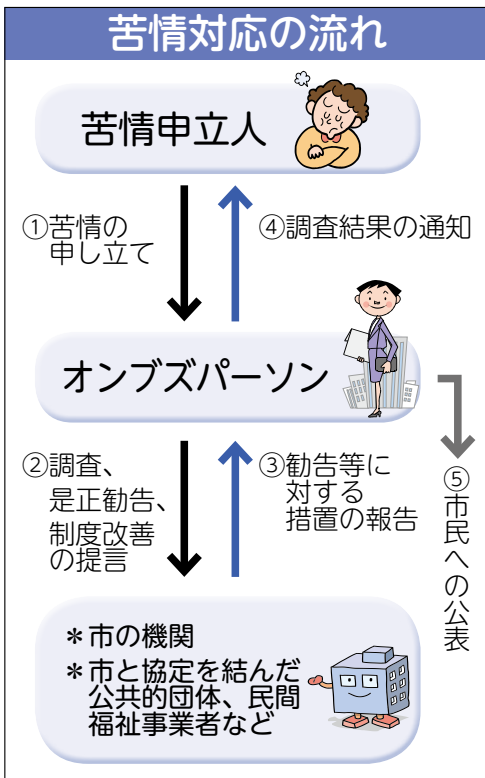 苦情対応の流れ
苦情申立人
①苦情の
申し立て
④調査結果の通知
オンブズパーソン
②調査、
是正勧告、
制度改善
の提言
③勧告等に
対する
措置の報告
⑤市民への公表
＊市の機関
＊市と協定を結んだ
公共的団体、民間
福祉事業者など